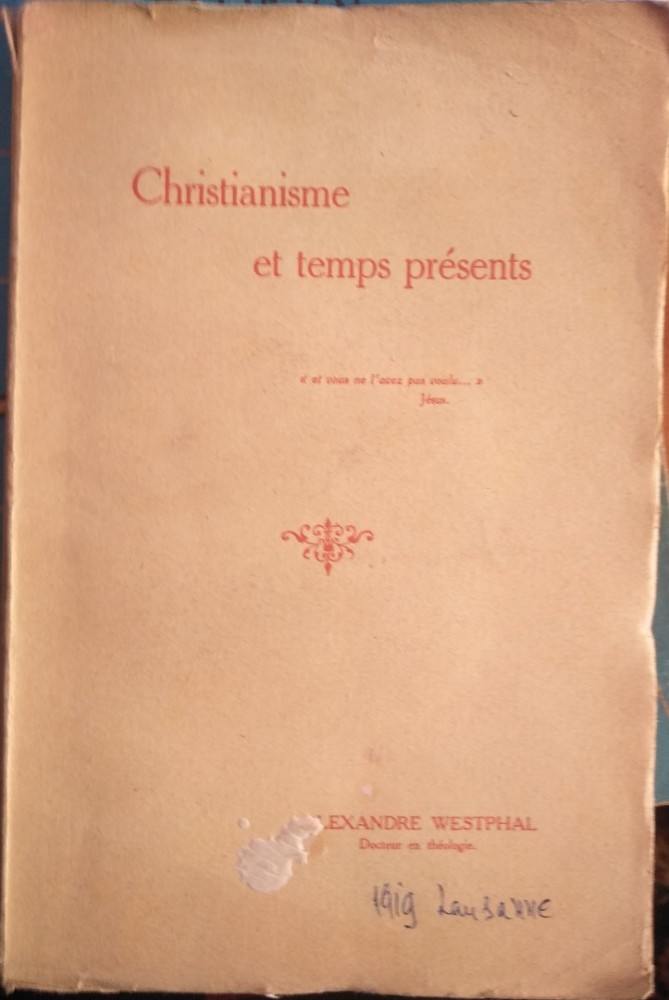 Christianisme
et temps présents
« et vous ne l'avez pas voulu... »
Jésus.
LEXANDRE WESTPHAL
Docteur en théologie.
1919 Lausanne